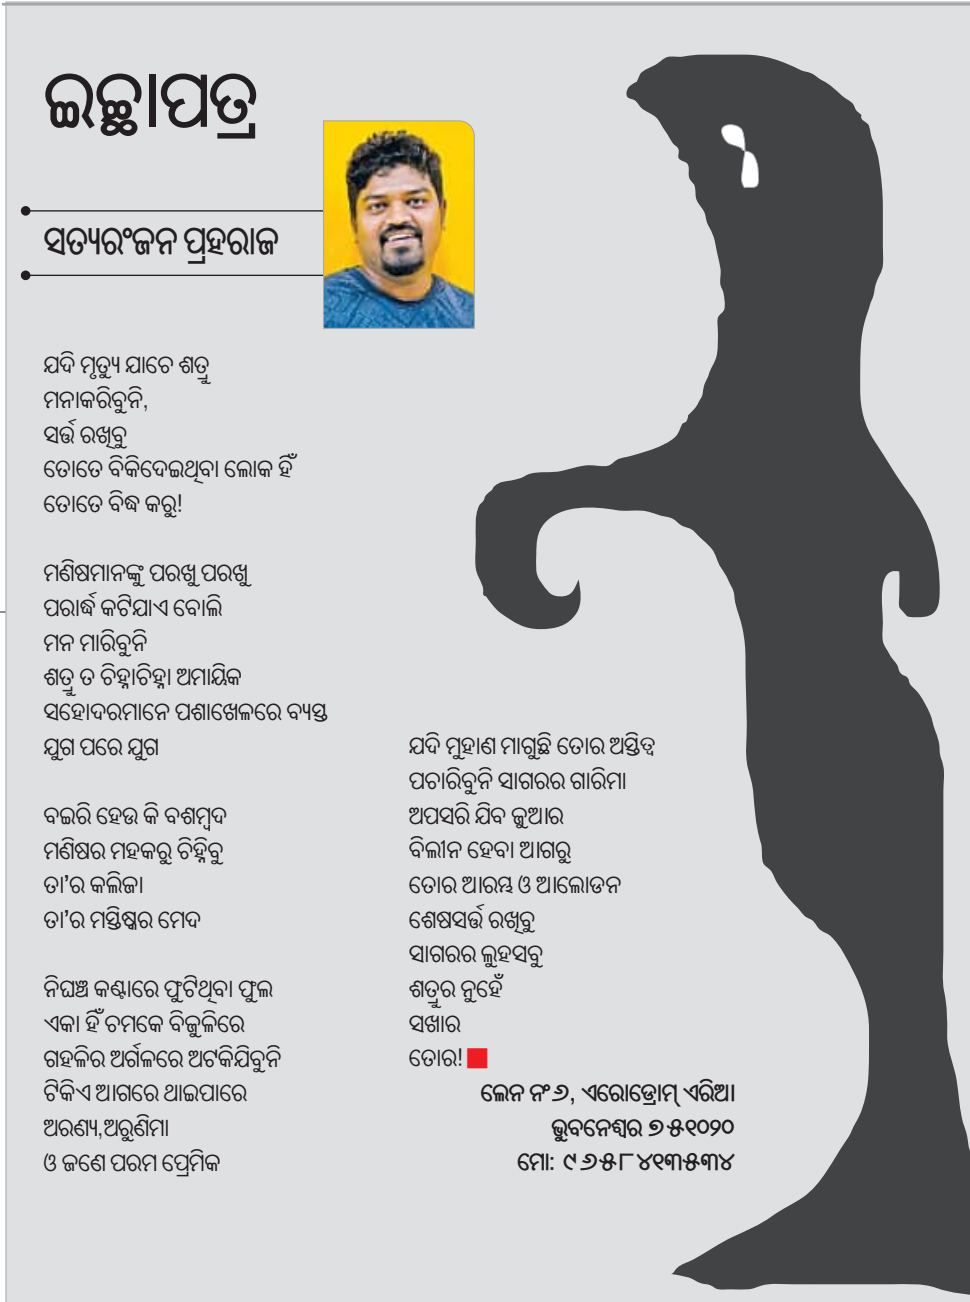 ଇଚ୍ଛାପତ୍ର
ସତ୍ୟରଂଜନ ପ୍ରହରାଜ
ଯଦି ମୃତ୍ୟୁ ଯାଚେ ଶତ୍ରୁ
ମନାକରିବୁନି,
ସର୍ତ୍ତ ରଖିବୁ
ତୋତେ ବିକିଦେଇଥିବା ଲୋକ ହିଁ
ତୋତେ ବିଦ୍ଧ କରୁ!
ମଣିଷମାନଙ୍କୁ ପରଖୁ ପରଖୁ
ପରାର୍ଦ୍ଧ କଟିଯାଏ ବୋଲି
ମନ ମାରିବୁନି
ଶତ୍ରୁ ତ ଚିହ୍ନାଚିହ୍ନା ଅମାୟିକ
ସହୋଦରମାନେ ପଶାଖେଳରେ ବ୍ୟସ୍ତ
ଯୁଗ ପରେ ଯୁଗ
ବଇରି ହେଉ କି ବଶମ୍ବଦ
ମଣିଷର ମହକରୁ ଚିହ୍ନିବୁ
ତା'ର କଲିଜା
ତା'ର ମସ୍ତିଷ୍କର ମେଦ
ନିଘଞ୍ଚ କଣ୍ଟାରେ ଫୁଟିଥିବା ଫୁଲ
ଏକା ହିଁ ଚମକେ ବିଜୁଳିରେ
ଗହଳିର ଅର୍ଗଳରେ ଅଟକିଯିବୁନି
ଟିକିଏ ଆଗରେ ଥାଇପାରେ
ଅରଣ୍ୟ,ଅରୁଣିମା
ଓ ଜଣେ ପରମ ପ୍ରେମିକ
ଯଦି ମୁହାଣ ମାଗୁଛି ତୋର ଅସ୍ତିତ୍ୱ
ପଚାରିବୁନି ସାଗରର ଗାରିମା
ଅପସରି ଯିବ ଜୁଆର
ବିଲୀନ ହେବା ଆଗରୁ
ତୋର ଆରମ୍ଭ ଓ ଆଲୋଡନ
ଶେଷସର୍ତ୍ତ ରଖିବୁ
ସାଗରର ଲୁହସବୁ
ଶତ୍ରୁର ନୁହେଁ
ସଖାର
ତୋର!
ଲେନ ନଂ ୬, ଏରୋଡ୍ରୋମ୍ ଏରିଆ
ଭୁବନେଶ୍ୱର ୭୫୧୦୨୦
ମୋ: ୯୬୫୮୪୧୩୫୩୪